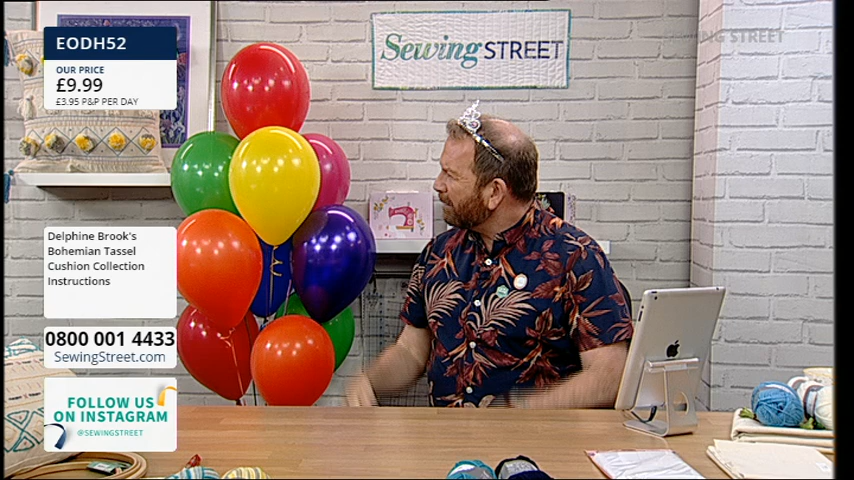 EODH52
OUR PRICE
£9.99
£3.95 P&P PER DAY
Delphine Brook's
Bohemian Tassel
Cushion Collection
Instructions
0800 001 4433
SewingStreet.com
FOLLOW US
ON INSTAGRAM
@SEWINGSTREET
Sewing STREET
SEWING STREET